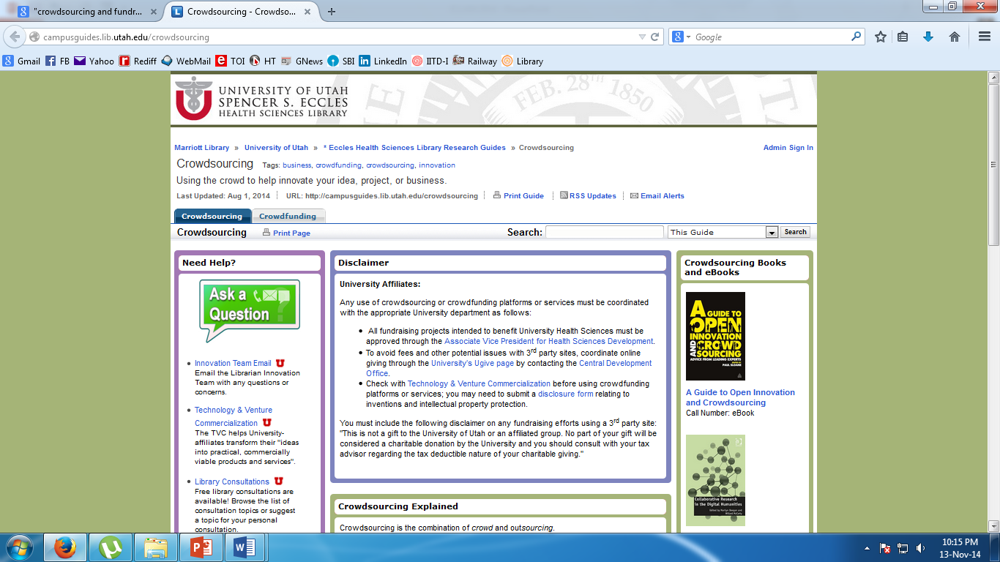 "crowdsourcing and fundr...
Crowdsourcing - Crowdso...
campusguides.lib.utah.edu/crowdsourcing
Google
Gmail FB Yahoo Rediff WebMail TOI HT GNews SBI LinkedIn IITD-I Railway Library
UNIVERSITY OF UTAH
SPENCER S. ECCLES
HEALTH SCIENCES LIBRARY
FEB. 28TH 1850
Marriott Library » University of Utah » * Eccles Health Sciences Library Research Guides » Crowdsourcing
Admin Sign In
Crowdsourcing Tags: business, crowdfunding, crowdsourcing, innovation
Using the crowd to help innovate your idea, project, or business.
Last Updated: Aug 1, 2014 URL: http://campusguides.lib.utah.edu/crowdsourcing Print Guide RSS Updates Email Alerts
Crowdsourcing Crowdfunding
Crowdsourcing Print Page Search: This Guide Search
Need Help?
Ask a
Question
Innovation Team Email
Email the Librarian Innovation
Team with any questions or
concerns.
Technology & Venture
Commercialization
The TVC helps University-
affiliates transform their "ideas
into practical, commercially
viable products and services".
Library Consultations
Free library consultations are
available! Browse the list of
consultation topics or suggest
a topic for your personal
consultation.
Disclaimer
University Affiliates:
Any use of crowdsourcing or crowdfunding platforms or services must be coordinated
with the appropriate University department as follows:
All fundraising projects intended to benefit University Health Sciences must be
approved through the Associate Vice President for Health Sciences Development.
To avoid fees and other potential issues with 3rd party sites, coordinate online
giving through the University's Ugive page by contacting the Central Development
Office.
Check with Technology & Venture Commercialization before using crowdfunding
platforms or services; you may need to submit a disclosure form relating to
inventions and intellectual property protection.
You must include the following disclaimer on any fundraising efforts using a 3rd party site:
"This is not a gift to the University of Utah or an affiliated group. No part of your gift will be
considered a charitable donation by the University and you should consult with your tax
advisor regarding the tax deductible nature of your charitable giving."
Crowdsourcing Explained
Crowdsourcing is the combination of crowd and outsourcing.
Crowdsourcing Books
and eBooks
A GUIDE TO
OPEN
INNOVATION
AND CROWD
SOURCING
ADVICE FROM LEADING EXPERTS
PAUL SLOANE
A Guide to Open Innovation
and Crowdsourcing
Call Number: eBook
Collaborative Research
in the Digital Humanities
10:15 PM
13-Nov-14